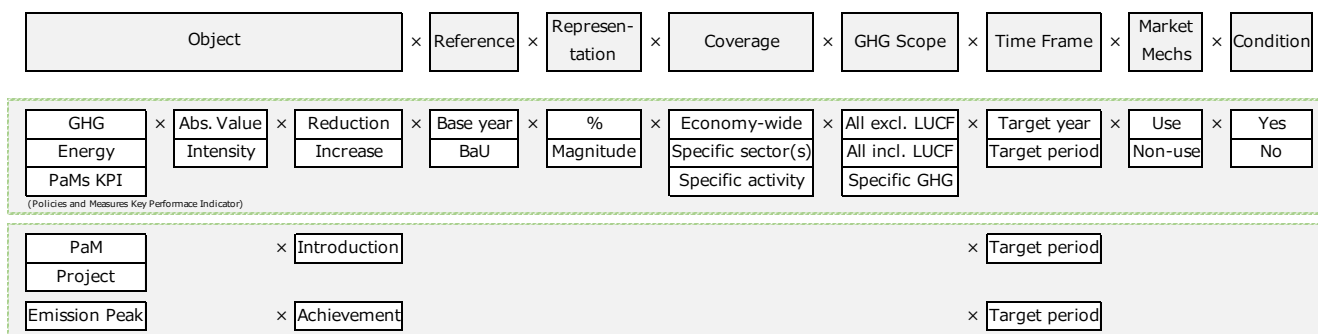 Object × Reference × Represen-tation × Coverage × GHG Scope × Time Frame × Market Mechs × Condition
GHG × Abs. Value × Reduction × Base year × % × Economy-wide × All excl. LUCF × Target year × Use × Yes
Energy Intensity Increase BaU Magnitude Specific sector(s) All incl. LUCF Target period Non-use No
PaMs KPI Specific activity Specific GHG
(Policies and Measures Key Performace Indicator)
PaM × Introduction × Target period
Project
Emission Peak × Achievement × Target period